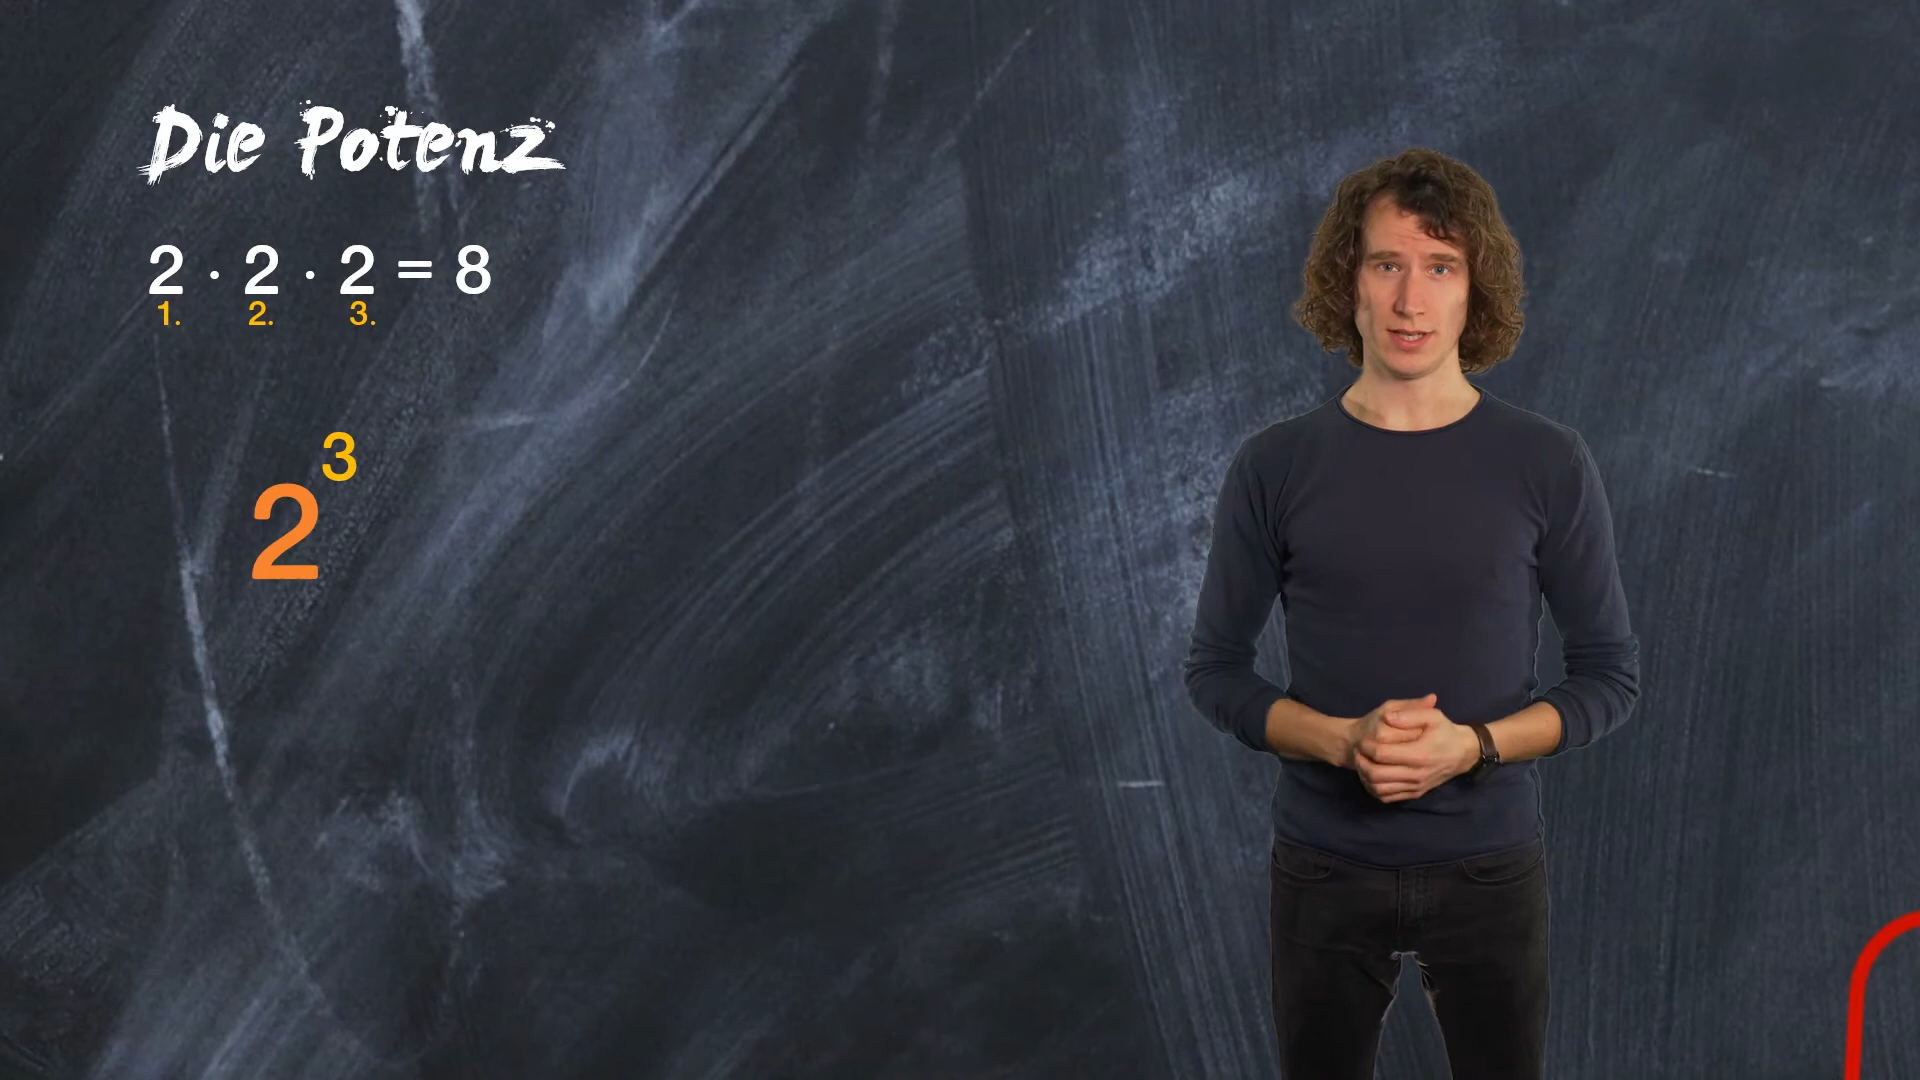 Die Potenz
2 · 2 · 2 = 8
1. 2. 3.
2³